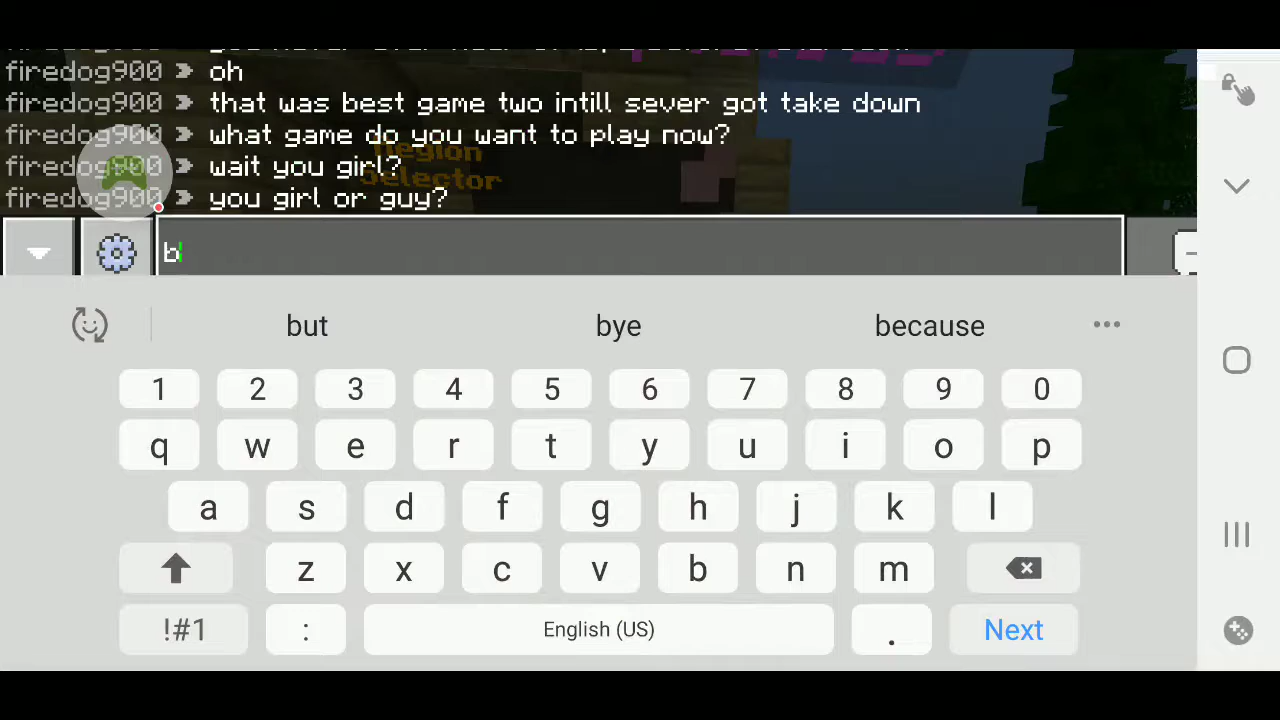 firedog900 > oh
firedog900 > that was best game two intill sever got take down
firedog900 > what game do you want to play now?
firedog900 > wait you girl?
firedog900 > you girl or guy?
Region
Selector
b
but bye because
1 2 3 4 5 6 7 8 9 0
q w e r t y u i o p
a s d f g h j k l
z x c v b n m
!#1 : English (US) . Next